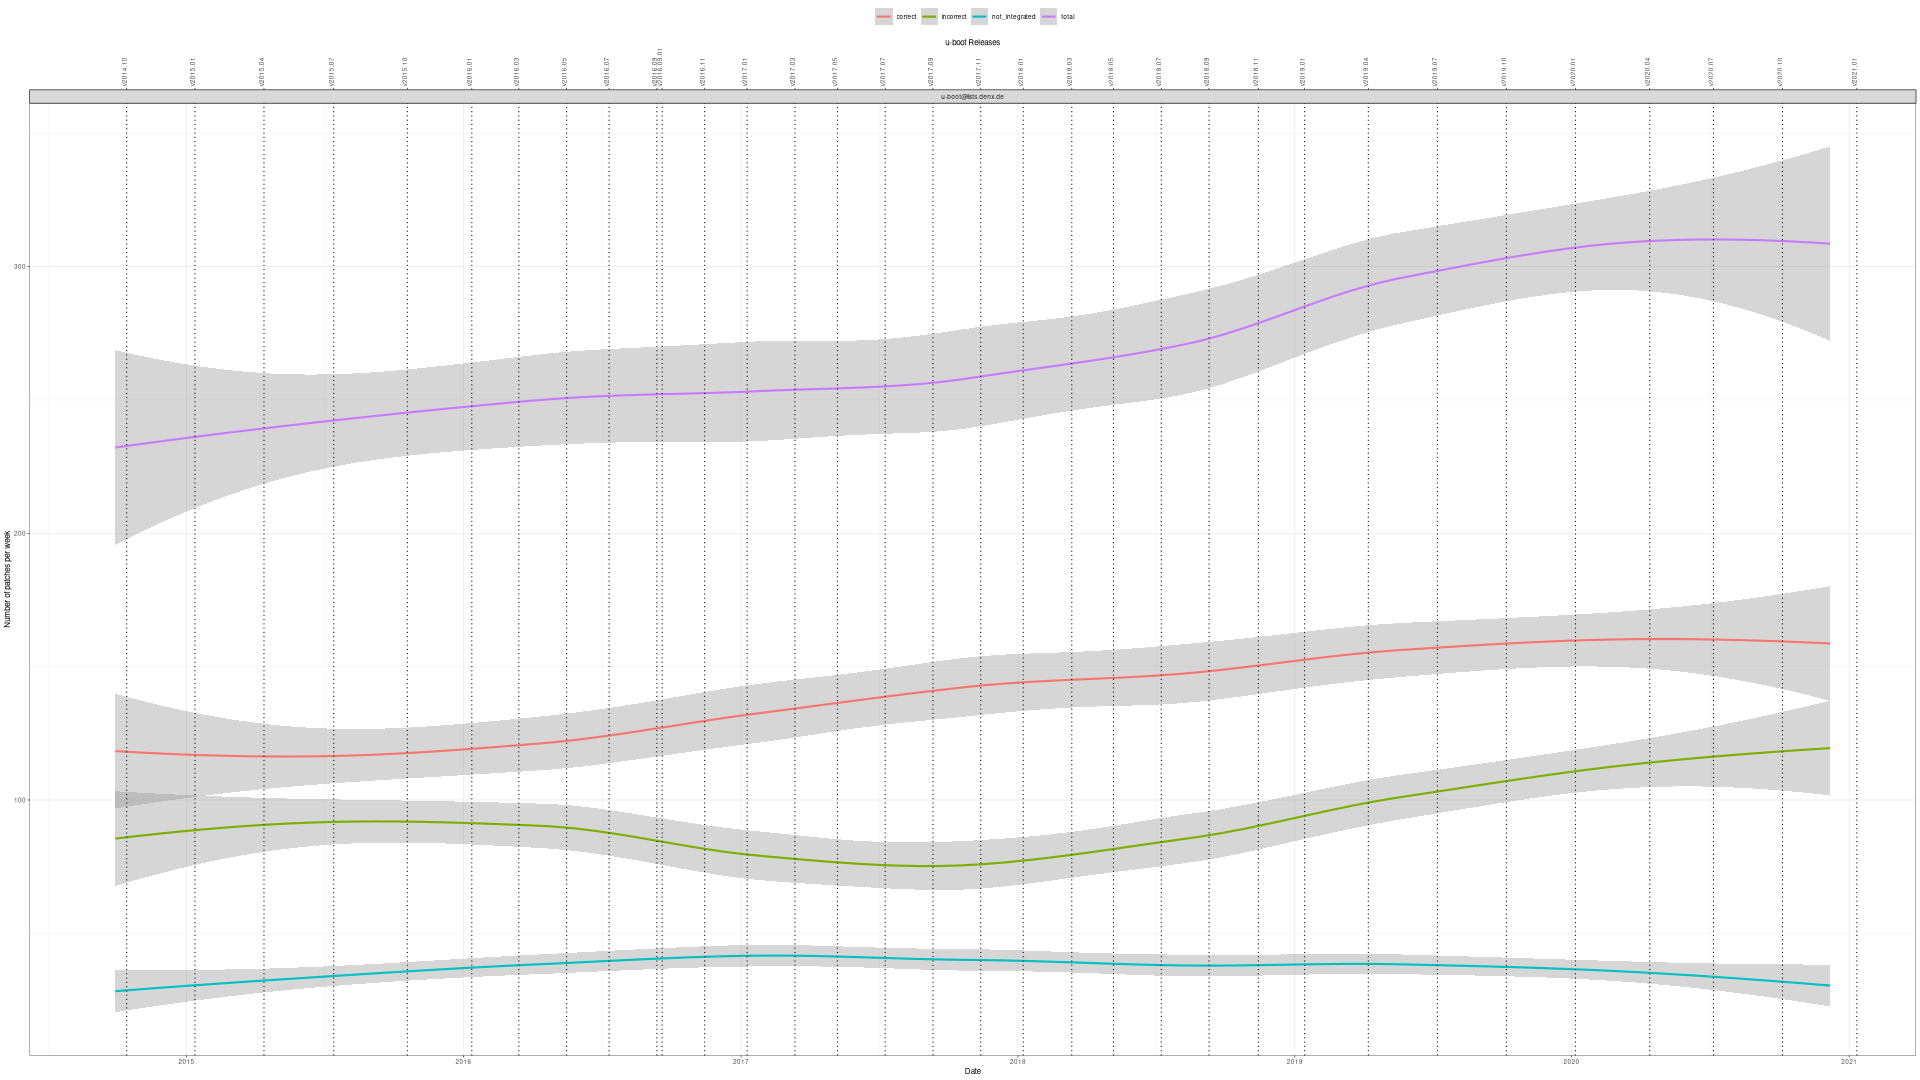 correct incorrect not_integrated total
u-boot Releases
v2014.10 v2015.01 v2015.04 v2015.07 v2015.10 v2016.01 v2016.03 v2016.05 v2016.07 v2016.09 v2016.09.01 v2016.11 v2017.01 v2017.03 v2017.05 v2017.07 v2017.09 v2017.11 v2018.01 v2018.03 v2018.05 v2018.07 v2018.09 v2018.11 v2019.01 v2019.04 v2019.07 v2019.10 v2020.01 v2020.04 v2020.07 v2020.10 v2021.01
u-boot@lists.denx.de
Number of patches per week
300
200
100
2015 2016 2017 2018 2019 2020 2021
Date